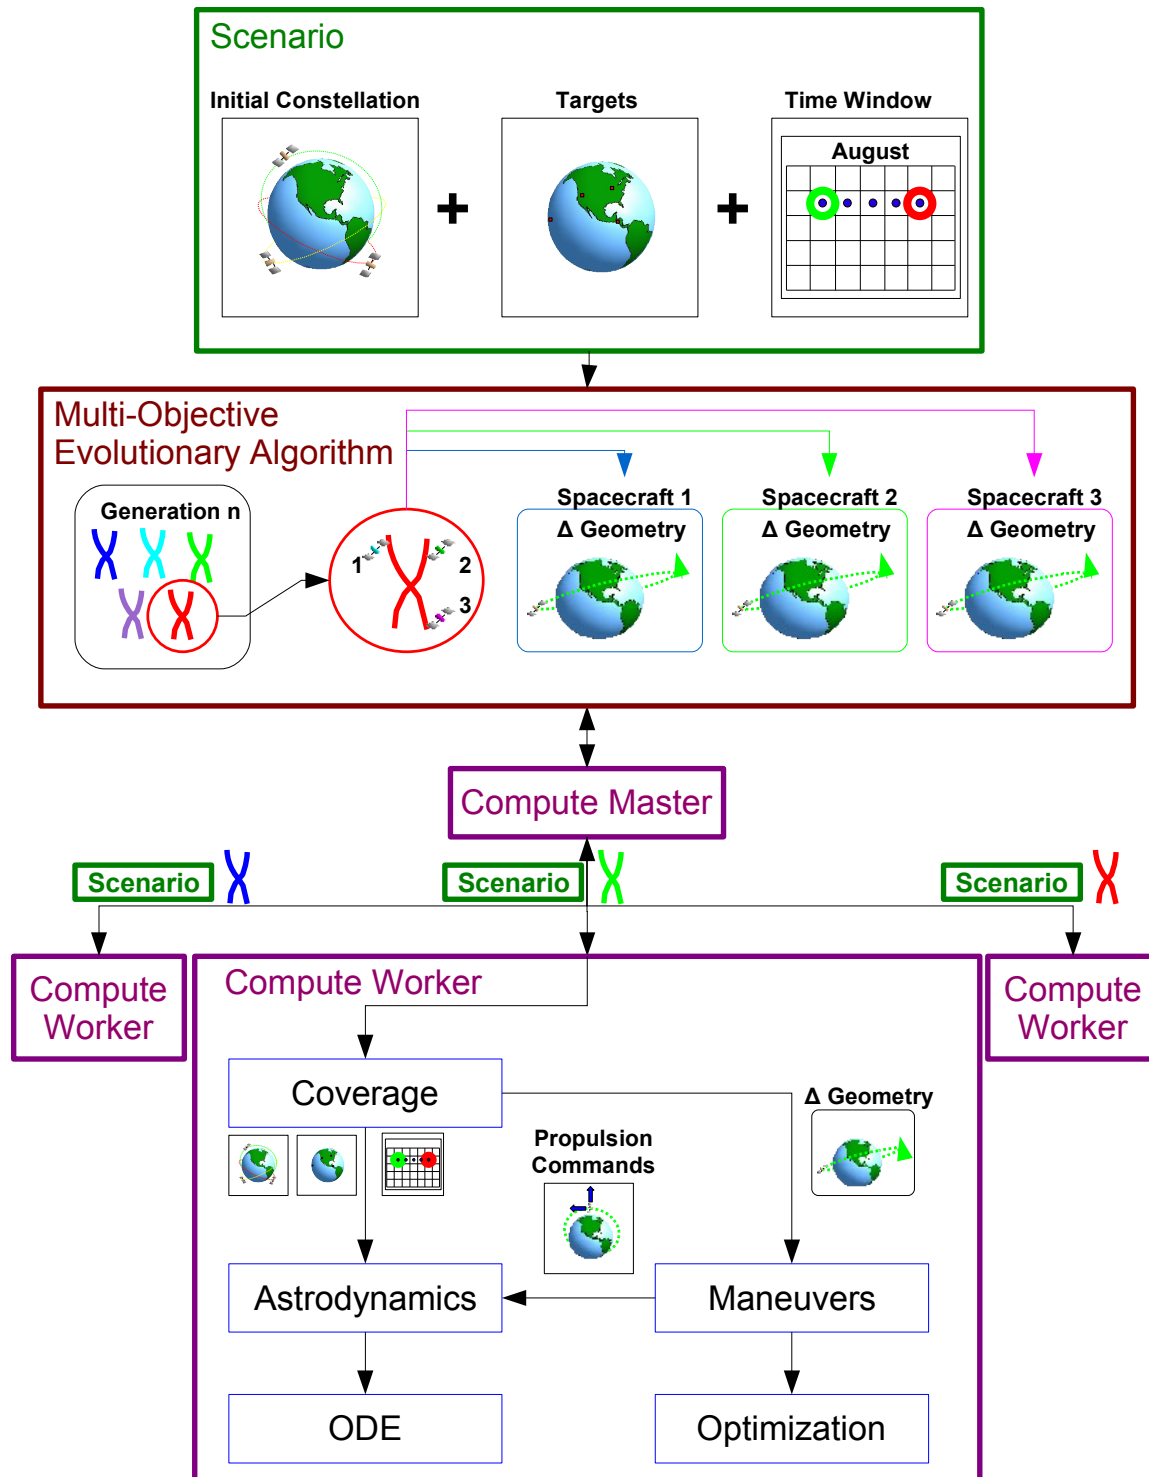 Scenario
Initial Constellation
Targets
Time Window
August
Multi-Objective
Evolutionary Algorithm
Generation n
1
2
3
Spacecraft 1
Δ Geometry
Spacecraft 2
Δ Geometry
Spacecraft 3
Δ Geometry
Compute Master
Scenario
Scenario
Scenario
Compute
Worker
Compute Worker
Compute
Worker
Coverage
Δ Geometry
Propulsion
Commands
Astrodynamics
Maneuvers
ODE
Optimization